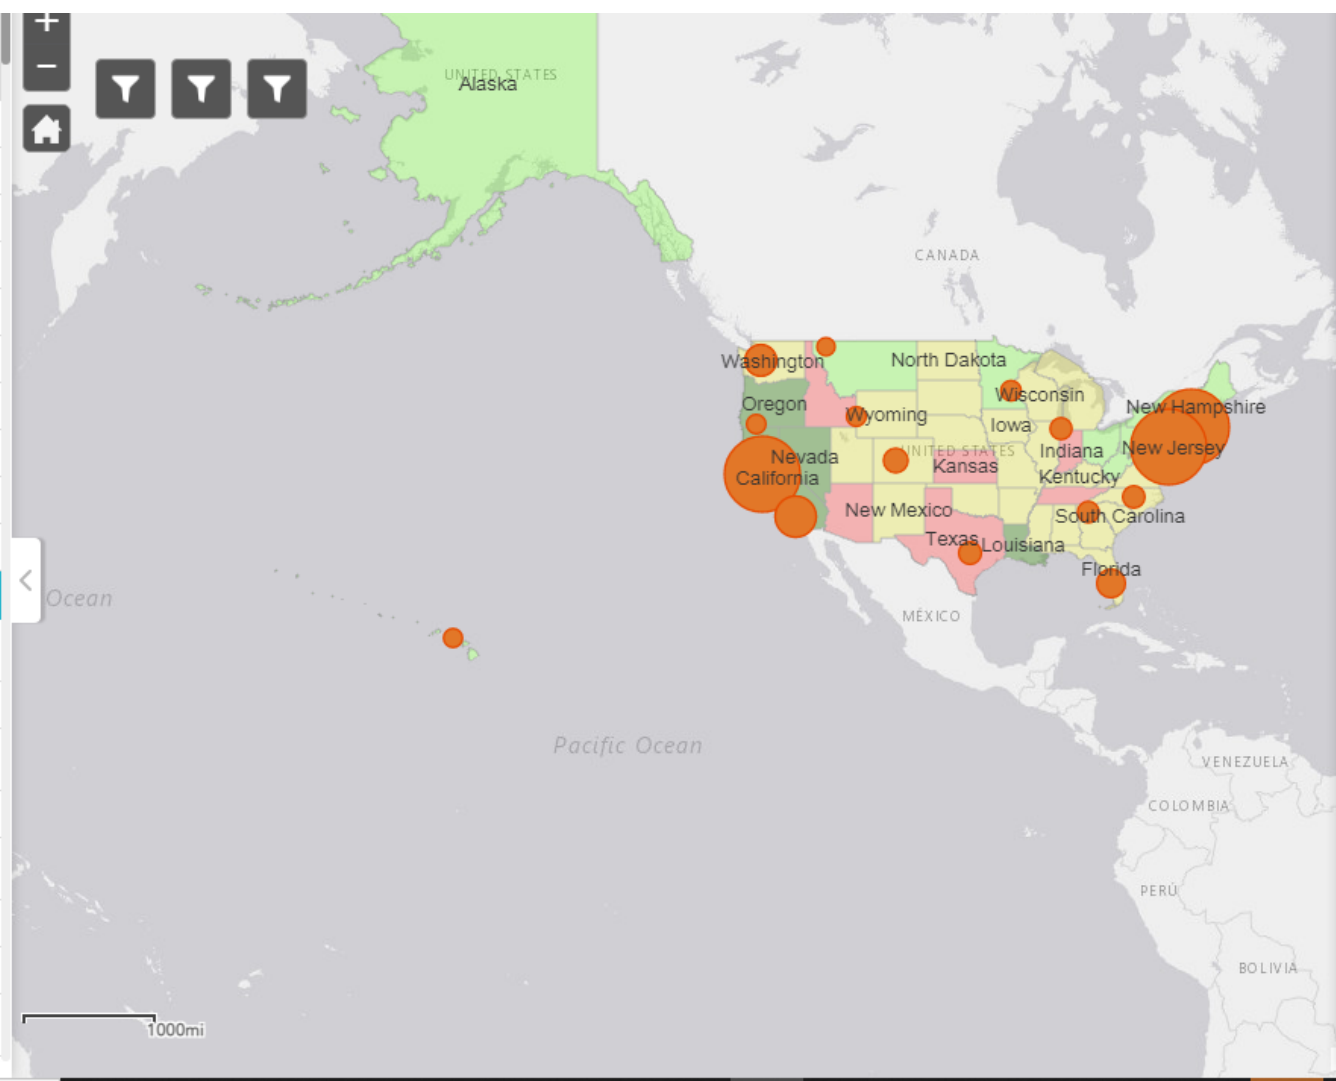 +
−
UNITED STATES
Alaska
CANADA
Washington
North Dakota
Oregon
Wyoming
Wisconsin
New Hampshire
Iowa
Nevada
UNITED STATES
Indiana
New Jersey
California
Kansas
Kentucky
New Mexico
South Carolina
Texas
Louisiana
Florida
Ocean
MÉXICO
Pacific Ocean
VENEZUELA
COLOMBIA
PERÚ
BOLIVIA
1000mi